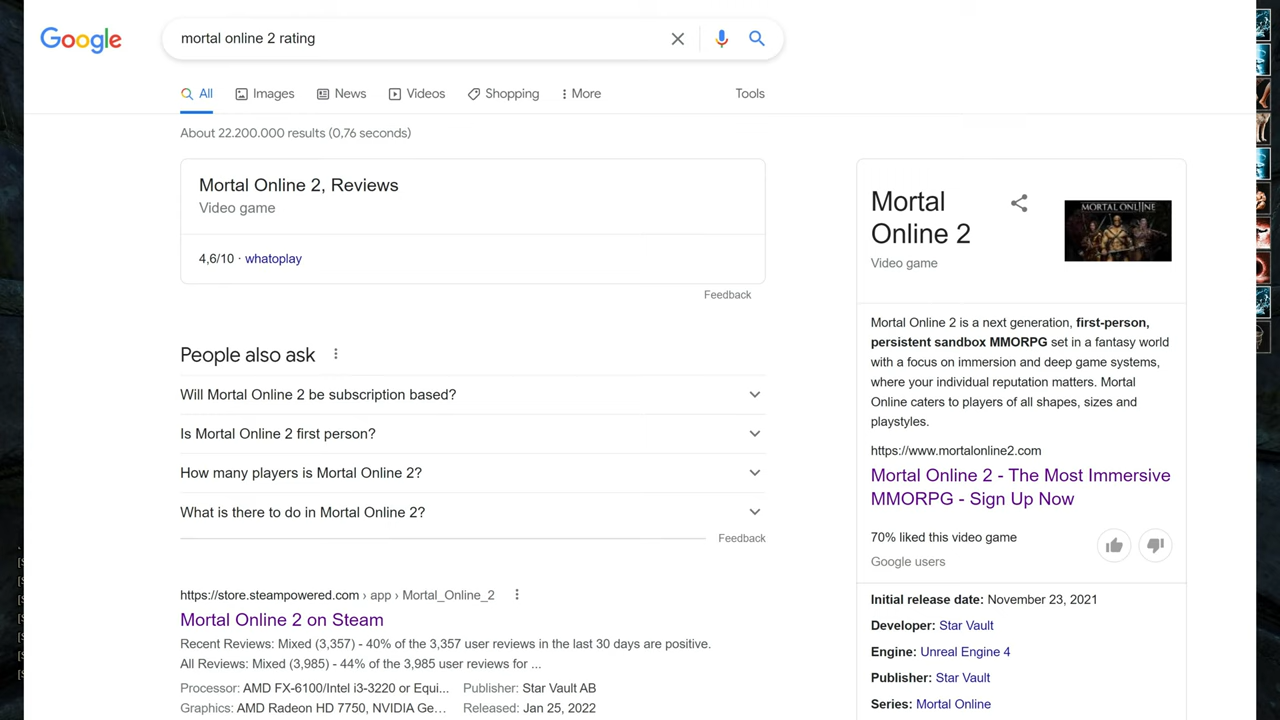 Google
mortal online 2 rating
All
Images
News
Videos
Shopping
More
Tools
About 22.200.000 results (0,76 seconds)
Mortal Online 2, Reviews
Video game
4,6/10 · whatoplay
Feedback
People also ask
Will Mortal Online 2 be subscription based?
Is Mortal Online 2 first person?
How many players is Mortal Online 2?
What is there to do in Mortal Online 2?
Feedback
https://store.steampowered.com › app › Mortal_Online_2
Mortal Online 2 on Steam
Recent Reviews: Mixed (3,357) - 40% of the 3,357 user reviews in the last 30 days are positive.
All Reviews: Mixed (3,985) - 44% of the 3,985 user reviews for ...
Processor: AMD FX-6100/Intel i3-3220 or Equi... Publisher: Star Vault AB
Graphics: AMD Radeon HD 7750, NVIDIA Ge... Released: Jan 25, 2022
Mortal
Online 2
Video game
MORTAL ONLINE
Mortal Online 2 is a next generation, first-person,
persistent sandbox MMORPG set in a fantasy world
with a focus on immersion and deep game systems,
where your individual reputation matters. Mortal
Online caters to players of all shapes, sizes and
playstyles.
https://www.mortalonline2.com
Mortal Online 2 - The Most Immersive
MMORPG - Sign Up Now
70% liked this video game
Google users
Initial release date: November 23, 2021
Developer: Star Vault
Engine: Unreal Engine 4
Publisher: Star Vault
Series: Mortal Online